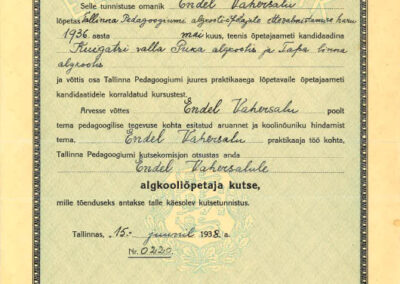 Selle tunnistuse omanik Endel Vahersalu
lõpetas Tallinna Pedagoogiumi algkooliõpetajate ettevalmistamise haru
1936 aasta mai kuus, teenis õpetajaameti kandidaadina
valla Puka algkoolis ja Tapa linna
algkoolis
ja võttis osa Tallinna Pedagoogiumi juures praktikaaega lõpetavaile õpetajaameti
kandidaatidele korraldatud kursustest.
Arvesse võttes Endel Vahersalu poolt
tema pedagoogilise tegevuse kohta esitatud aruannet ja koolinõuniku hindamist
tema Endel Vahersalu praktikaaja töö kohta,
Tallinna Pedagoogiumi kutsekomisjon otsustas anda
Endel Vahersalule
algkooliõpetaja kutse,
mille tõenduseks antakse talle käesolev kutsetunnistus.
Tallinnas, "15." juunil 1938. a.
Nr. 0220.